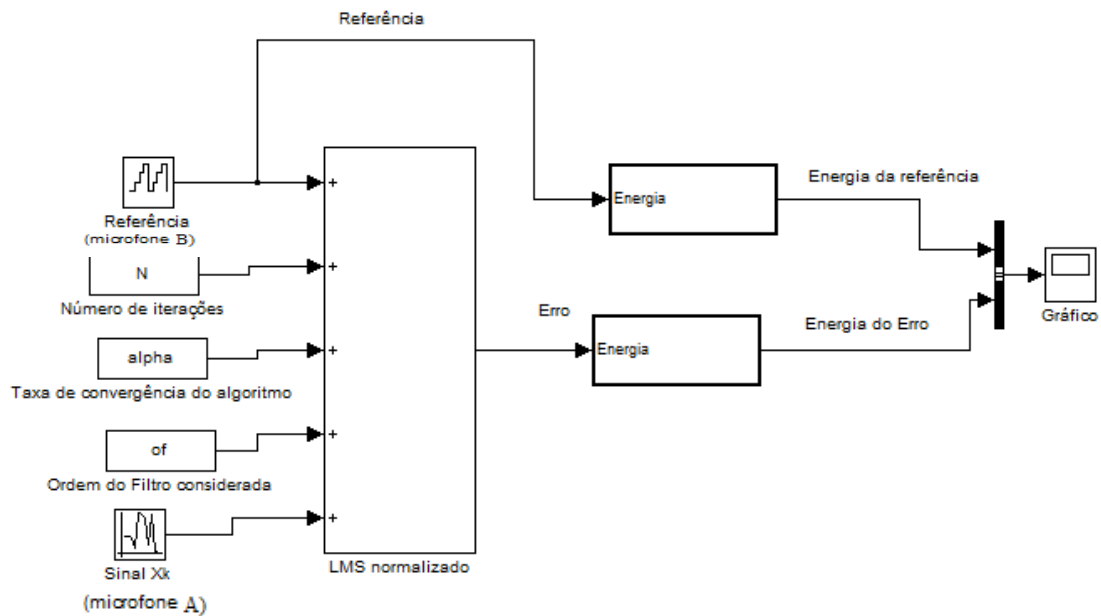 Referência
+
Referência
(microfone B)
N
+
Número de iterações
alpha
+
Taxa de convergência do algoritmo
of
+
Ordem do Filtro considerada
+
Sinal Xk
(microfone A)
LMS normalizado
Energia
Energia da referência
Erro
Energia
Energia do Erro
Gráfico